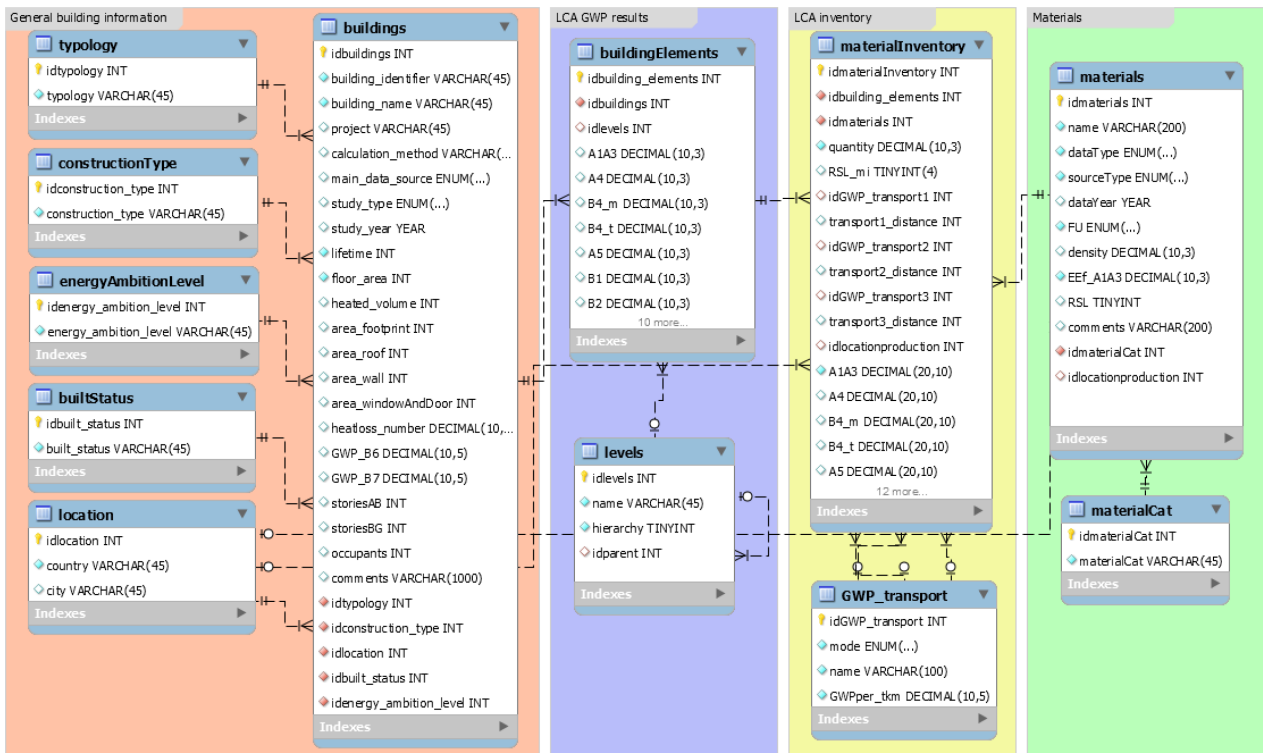 General building information
typology
idtypology INT
typology VARCHAR(45)
Indexes
constructionType
idconstruction_type INT
construction_type VARCHAR(45)
Indexes
energyAmbitionLevel
idenergy_ambition_level INT
energy_ambition_level VARCHAR(45)
Indexes
builtStatus
idbuilt_status INT
built_status VARCHAR(45)
Indexes
location
idlocation INT
country VARCHAR(45)
city VARCHAR(45)
Indexes
buildings
idbuildings INT
building_identifier VARCHAR(45)
building_name VARCHAR(45)
project VARCHAR(45)
calculation_method VARCHAR(...
main_data_source ENUM(...)
study_type ENUM(...)
study_year YEAR
lifetime INT
floor_area INT
heated_volume INT
area_footprint INT
area_roof INT
area_wall INT
area_windowAndDoor INT
heatloss_number DECIMAL(10,...
GWP_B6 DECIMAL(10,5)
GWP_B7 DECIMAL(10,5)
storiesAB INT
storiesBG INT
occupants INT
comments VARCHAR(1000)
idtypology INT
idconstruction_type INT
idlocation INT
idbuilt_status INT
idenergy_ambition_level INT
Indexes
LCA GWP results
buildingElements
idbuilding_elements INT
idbuildings INT
idlevels INT
A1A3 DECIMAL(10,3)
A4 DECIMAL(10,3)
B4_m DECIMAL(10,3)
B4_t DECIMAL(10,3)
A5 DECIMAL(10,3)
B1 DECIMAL(10,3)
B2 DECIMAL(10,3)
10 more...
Indexes
levels
idlevels INT
name VARCHAR(45)
hierarchy TINYINT
idparent INT
Indexes
LCA inventory
materialInventory
idmaterialInventory INT
idbuilding_elements INT
idmaterials INT
quantity DECIMAL(10,3)
RSL_mi TINYINT(4)
idGWP_transport1 INT
transport1_distance INT
idGWP_transport2 INT
transport2_distance INT
idGWP_transport3 INT
transport3_distance INT
idlocationproduction INT
A1A3 DECIMAL(20,10)
A4 DECIMAL(20,10)
B4_m DECIMAL(20,10)
B4_t DECIMAL(20,10)
A5 DECIMAL(20,10)
12 more...
Indexes
GWP_transport
idGWP_transport INT
mode ENUM(...)
name VARCHAR(100)
GWPper_tkm DECIMAL(10,5)
Indexes
Materials
materials
idmaterials INT
name VARCHAR(200)
dataType ENUM(...)
sourceType ENUM(...)
dataYear YEAR
FU ENUM(...)
density DECIMAL(10,3)
EEf_A1A3 DECIMAL(10,3)
RSL TINYINT
comments VARCHAR(200)
idmaterialCat INT
idlocationproduction INT
Indexes
materialCat
idmaterialCat INT
materialCat VARCHAR(45)
Indexes